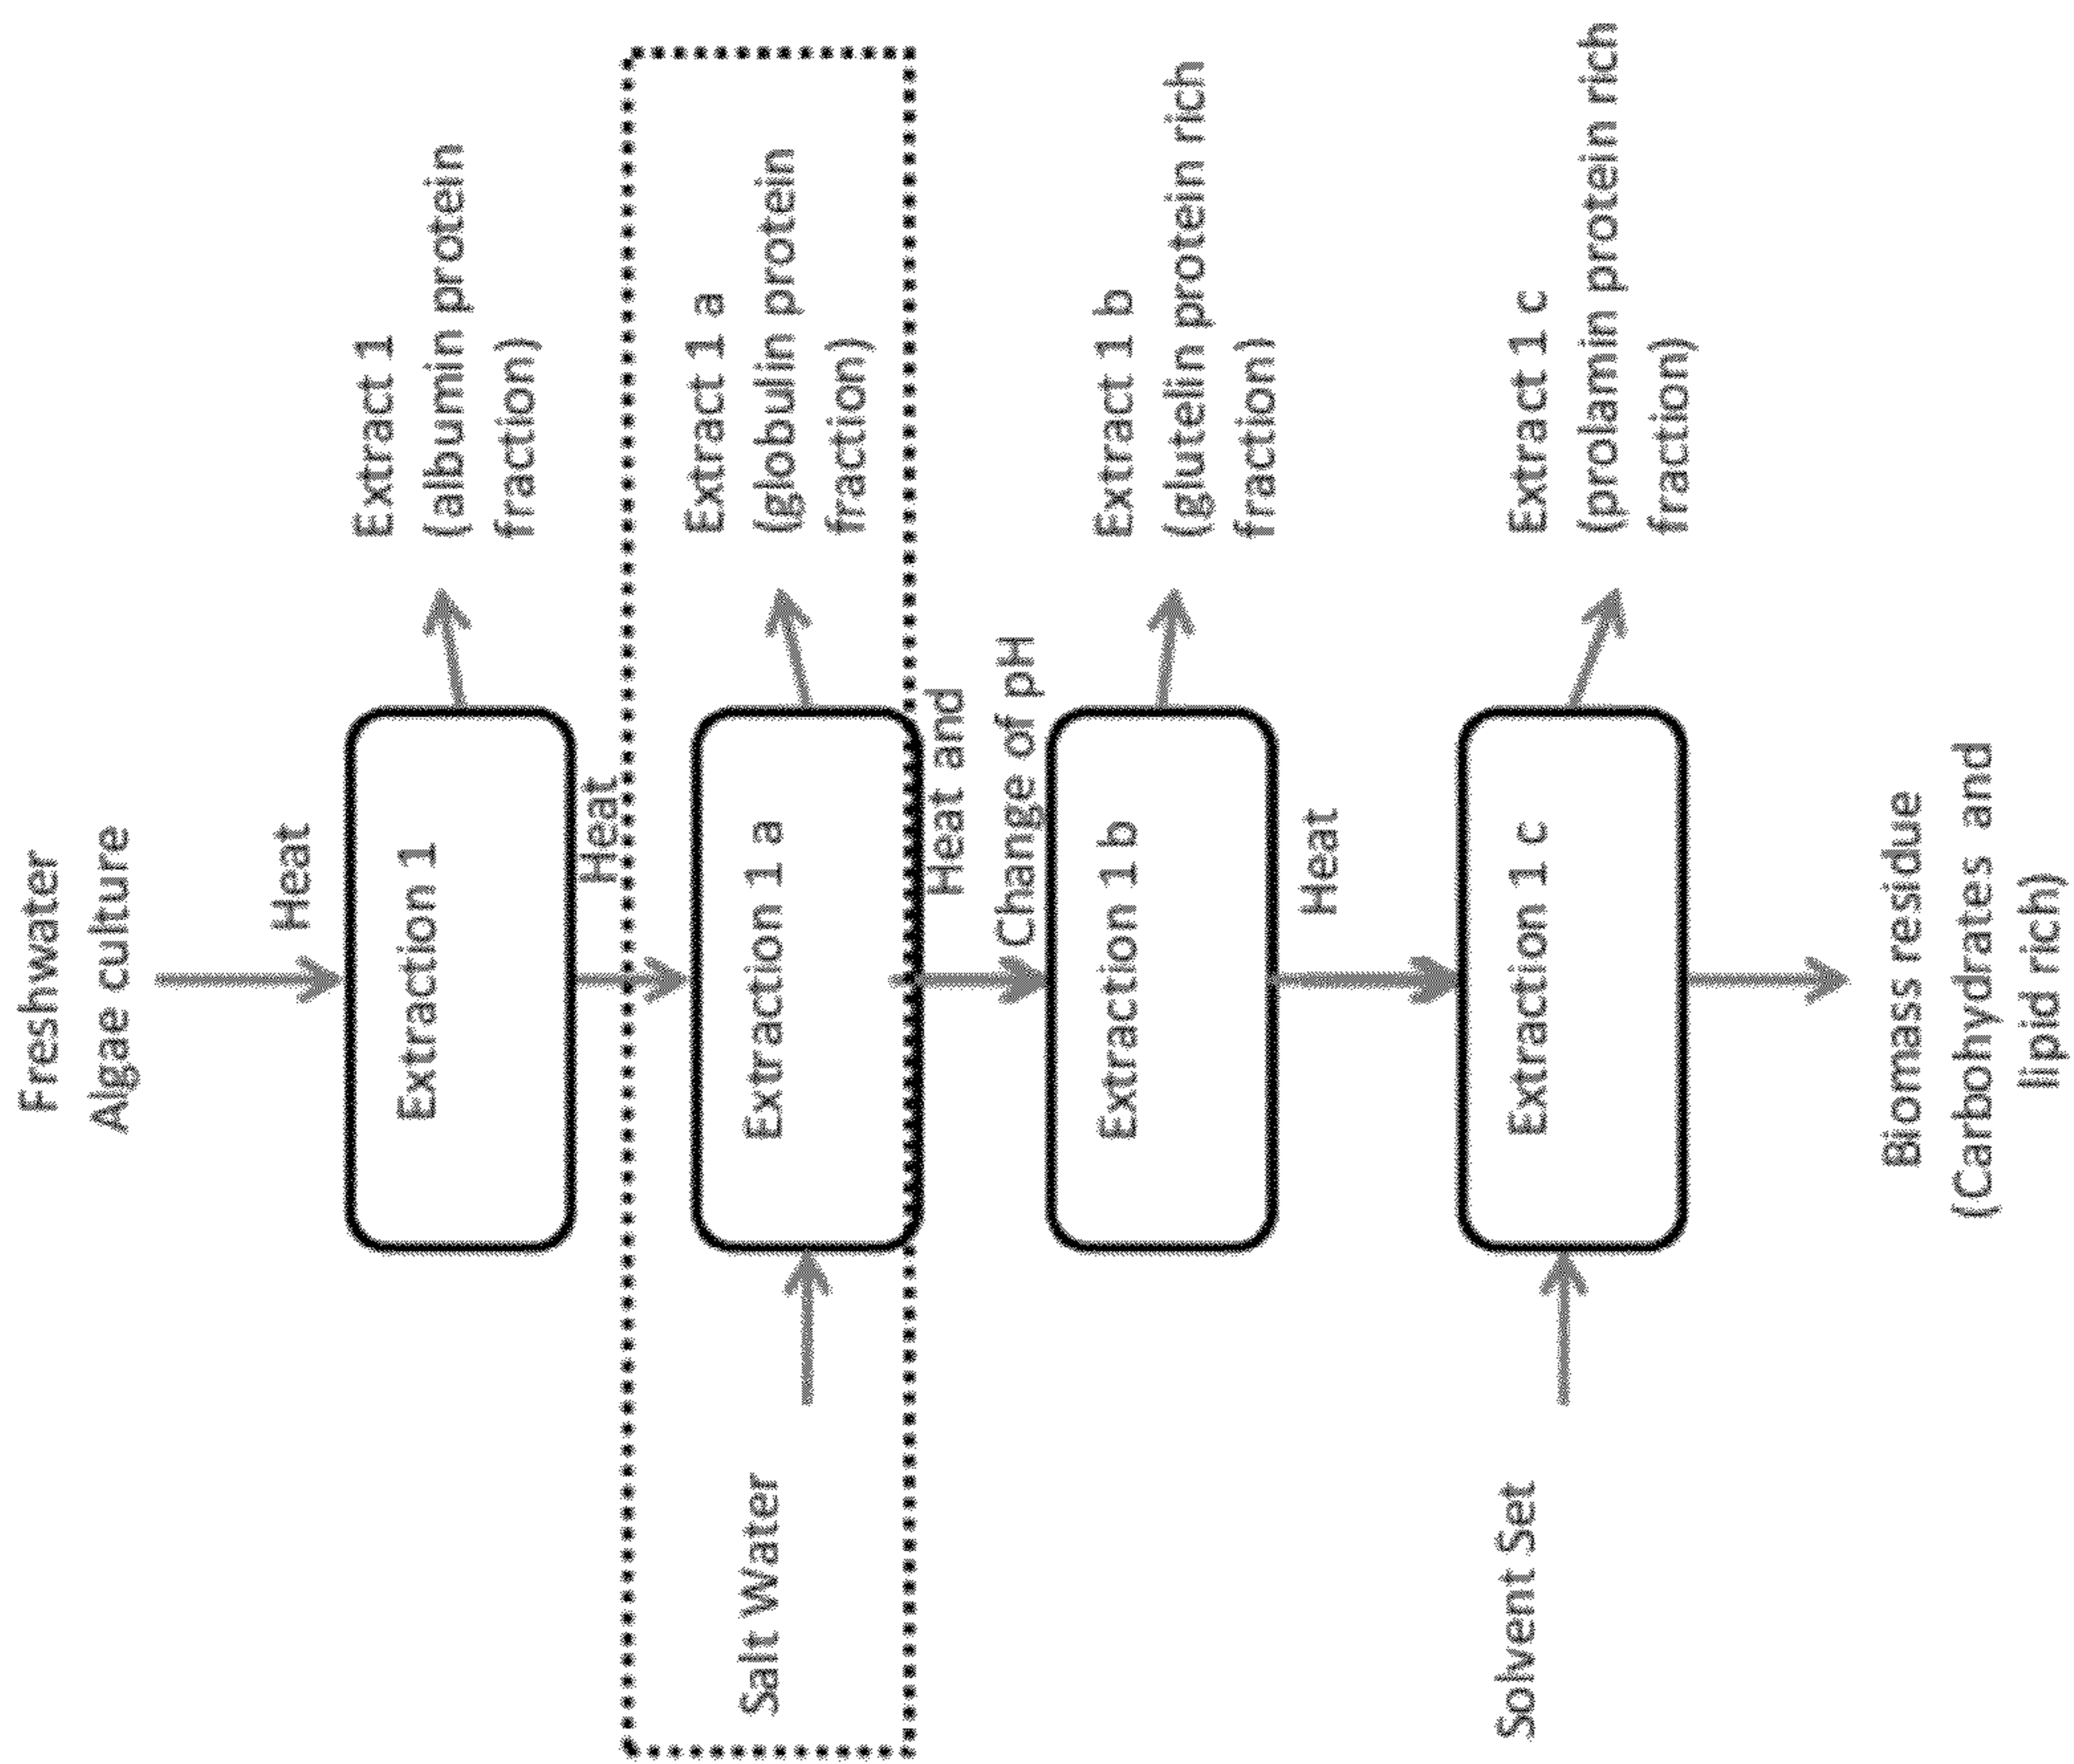 Freshwater
Algae culture
Heat
Extraction 1
Extract 1
(albumin protein
fraction)
Heat
Salt Water
Extraction 1 a
Extract 1 a
(globulin protein
fraction)
Heat and
Change of pH
Extraction 1 b
Extract 1 b
(glutelin protein rich
fraction)
Heat
Solvent Set
Extraction 1 c
Extract 1 c
(prolamin protein rich
fraction)
Biomass residue
(Carbohydrates and
lipid rich)